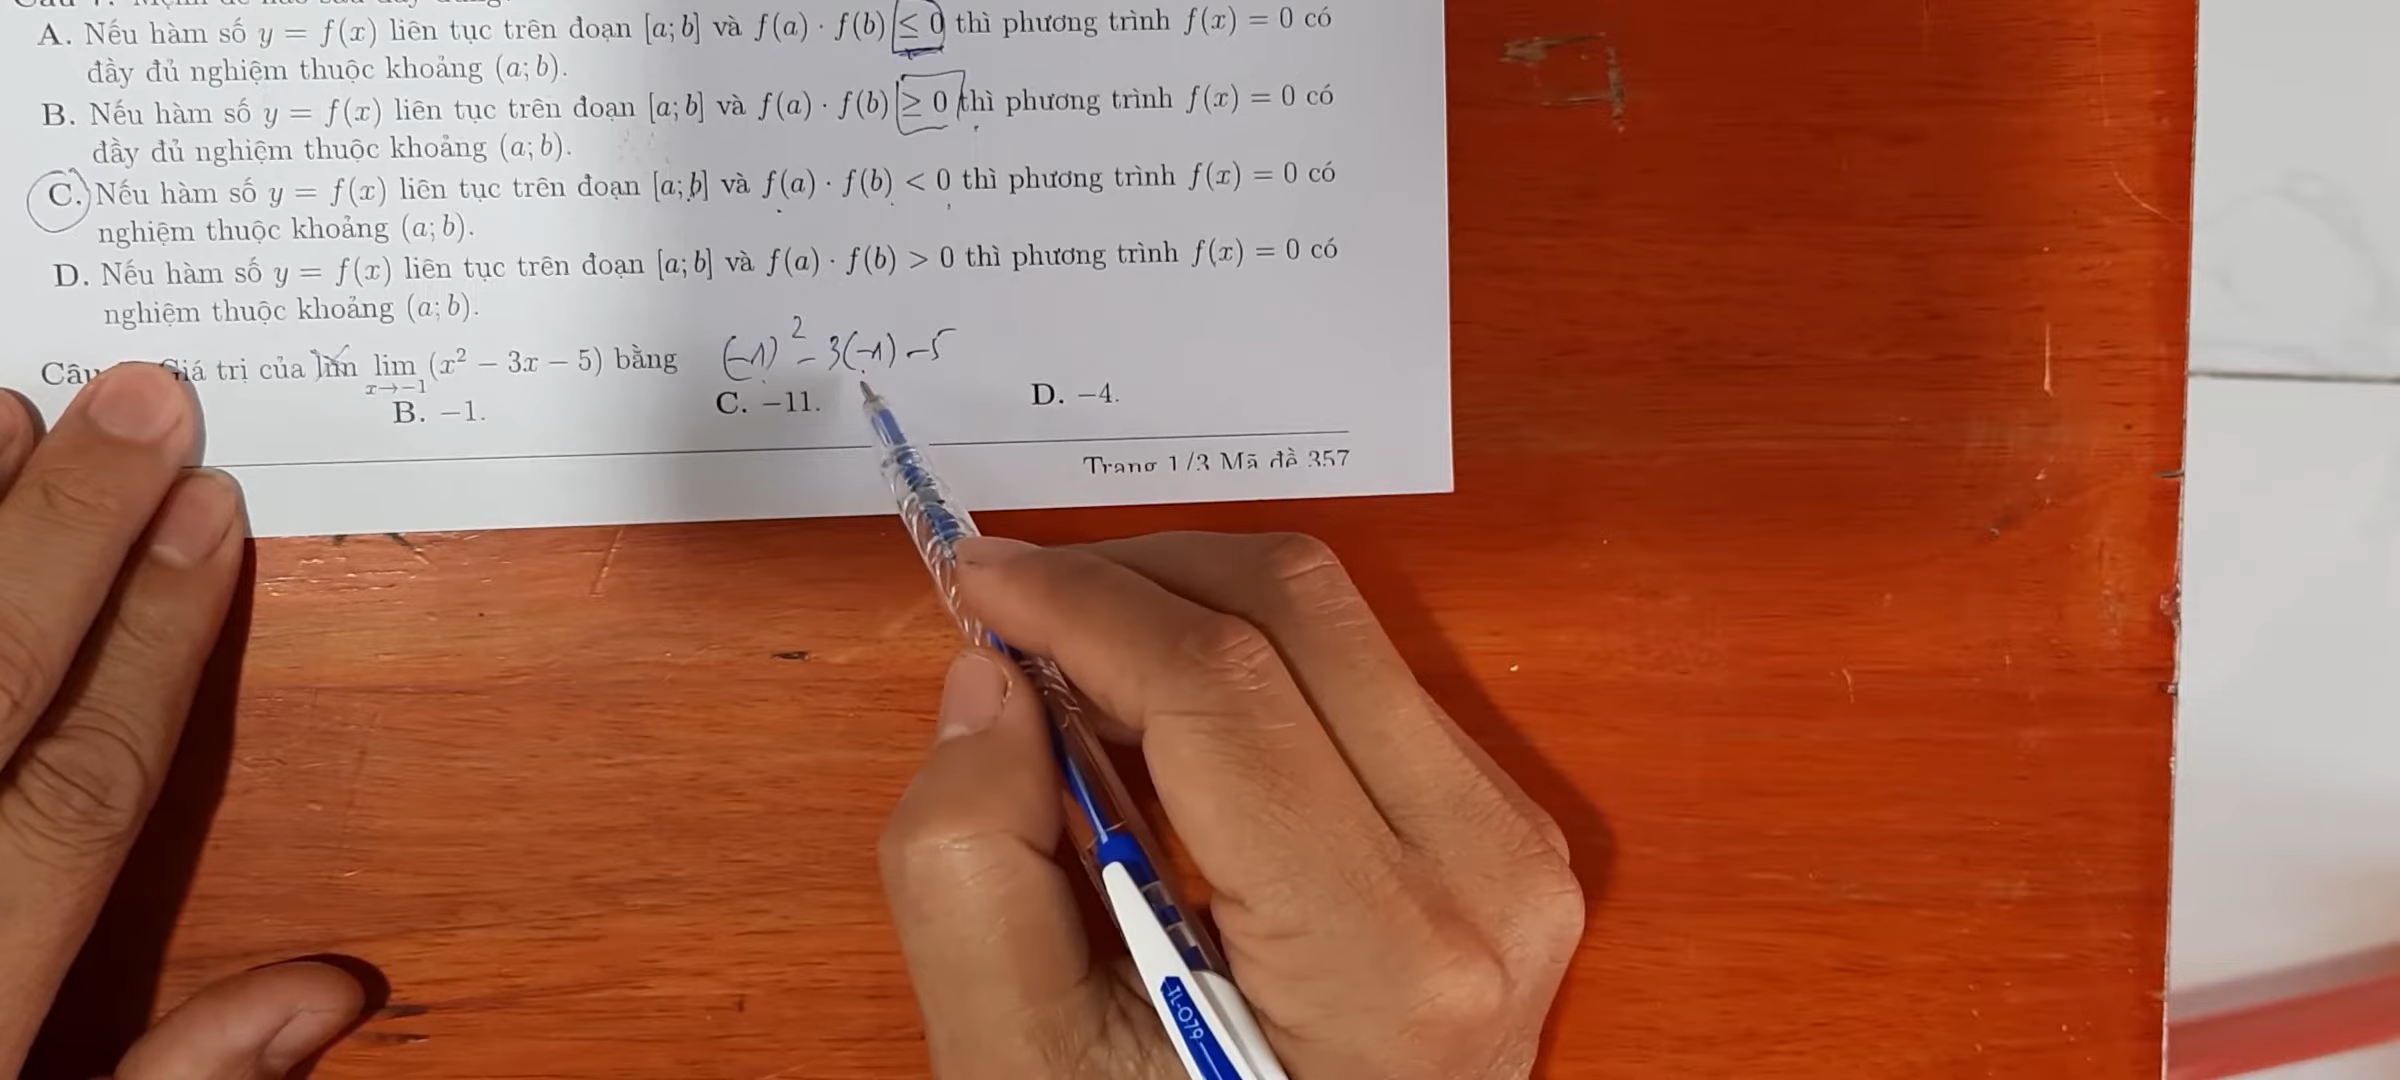 A. Nếu hàm số y = f(x) liên tục trên đoạn [a; b] và f(a) · f(b) ≤ 0 thì phương trình f(x) = 0 có
đầy đủ nghiệm thuộc khoảng (a; b).
B. Nếu hàm số y = f(x) liên tục trên đoạn [a; b] và f(a) · f(b) ≥ 0 thì phương trình f(x) = 0 có
đầy đủ nghiệm thuộc khoảng (a; b).
C. Nếu hàm số y = f(x) liên tục trên đoạn [a; b] và f(a) · f(b) < 0 thì phương trình f(x) = 0 có
nghiệm thuộc khoảng (a; b).
D. Nếu hàm số y = f(x) liên tục trên đoạn [a; b] và f(a) · f(b) > 0 thì phương trình f(x) = 0 có
nghiệm thuộc khoảng (a; b).
Câu Giá trị của lim lim (x² − 3x − 5) bằng (-1)² - 3(-1) - 5
x→−1
B. −1. C. −11. D. −4.
Trang 1/3 Mã đề 357
TL-079